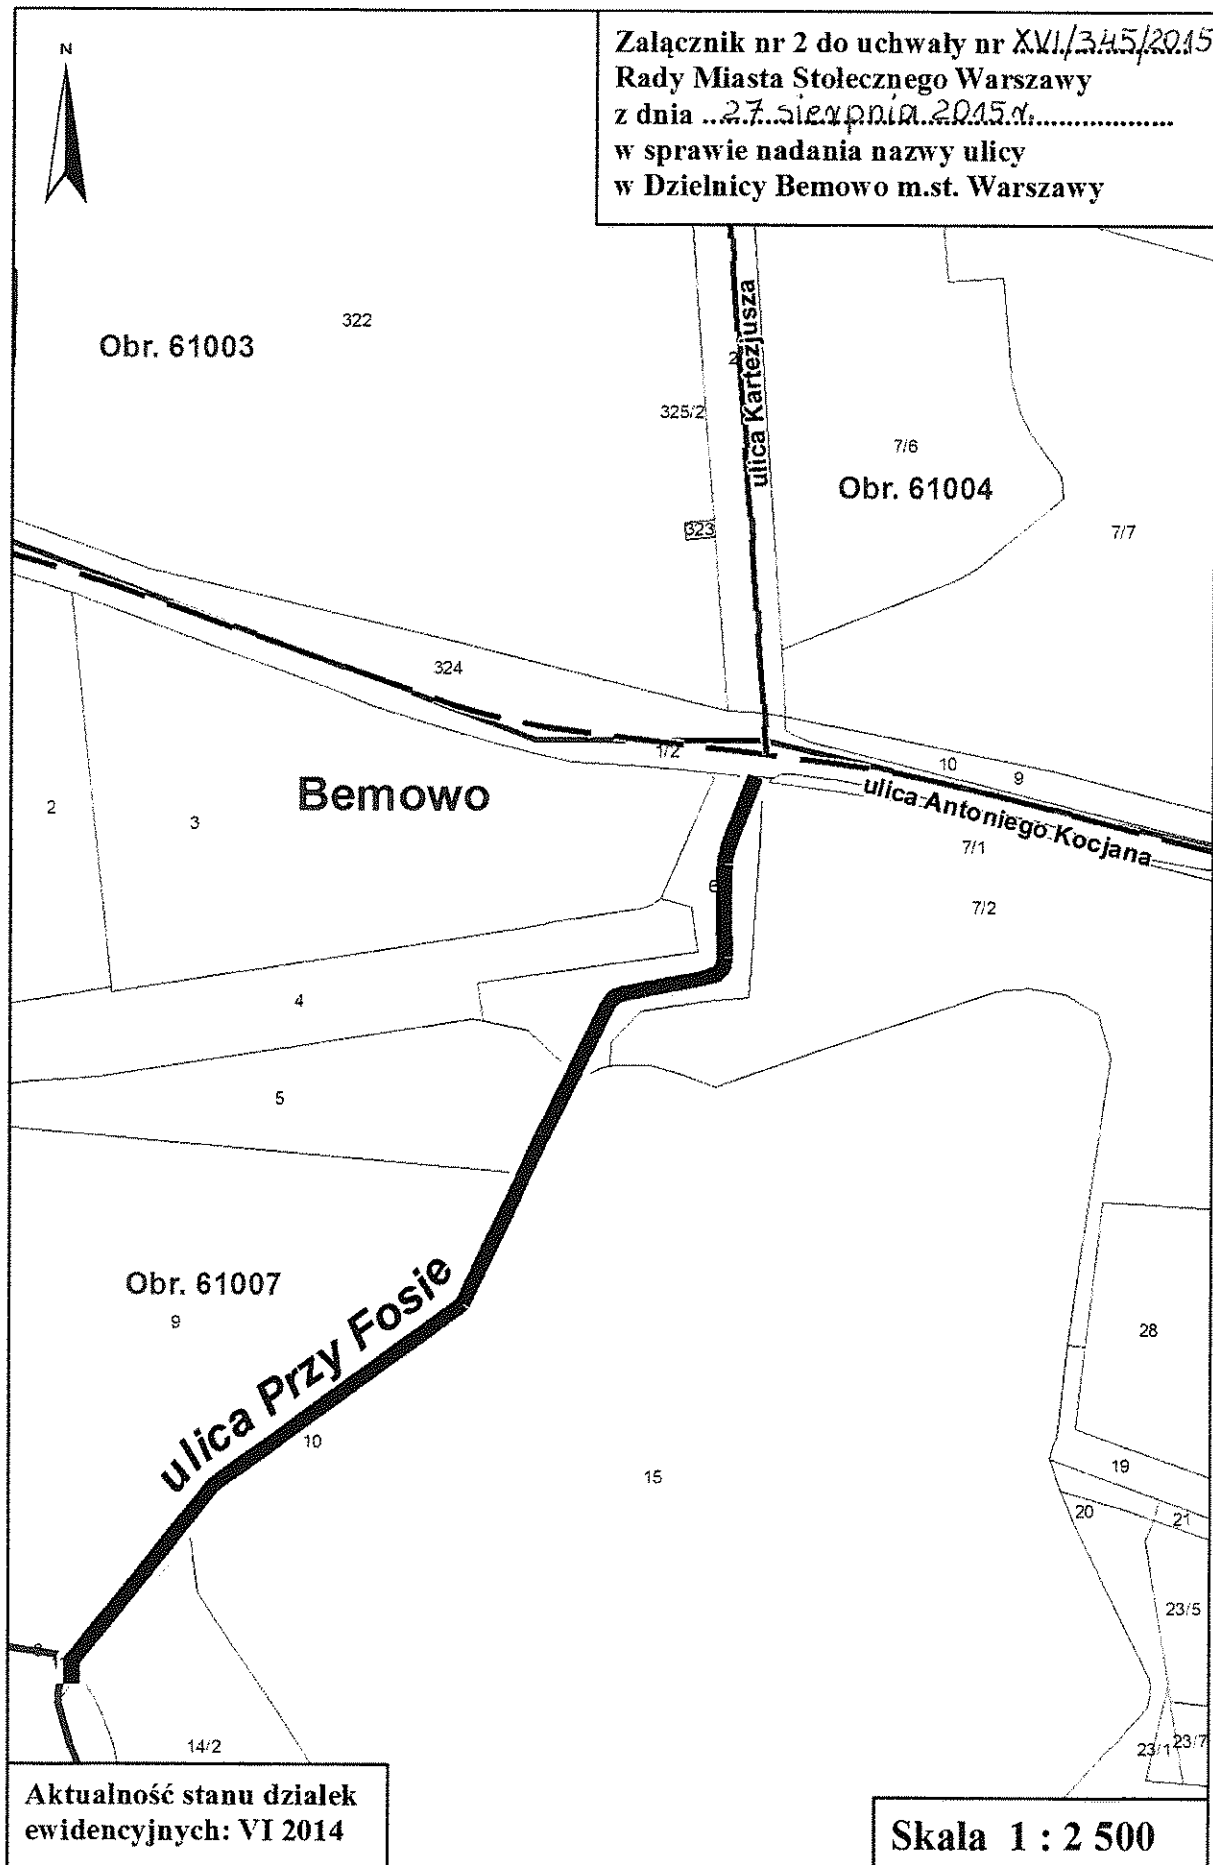 N
Załącznik nr 2 do uchwały nr XVI/345/2015
Rady Miasta Stołecznego Warszawy
z dnia ..27 sierpnia 2015 r. ...................
w sprawie nadania nazwy ulicy
w Dzielnicy Bemowo m.st. Warszawy
322
Obr. 61003
ulica Kartezjusza
2
325/2
7/6
Obr. 61004
323
7/7
324
1/2
10
9
Bemowo
ulica Antoniego Kocjana
2
3
7/1
6
7/2
4
5
Obr. 61007
9
ulica Przy Fosie
28
10
15
19
20
21
23/5
14/2
23/1
23/7
Aktualność stanu działek
ewidencyjnych: VI 2014
Skala 1 : 2 500